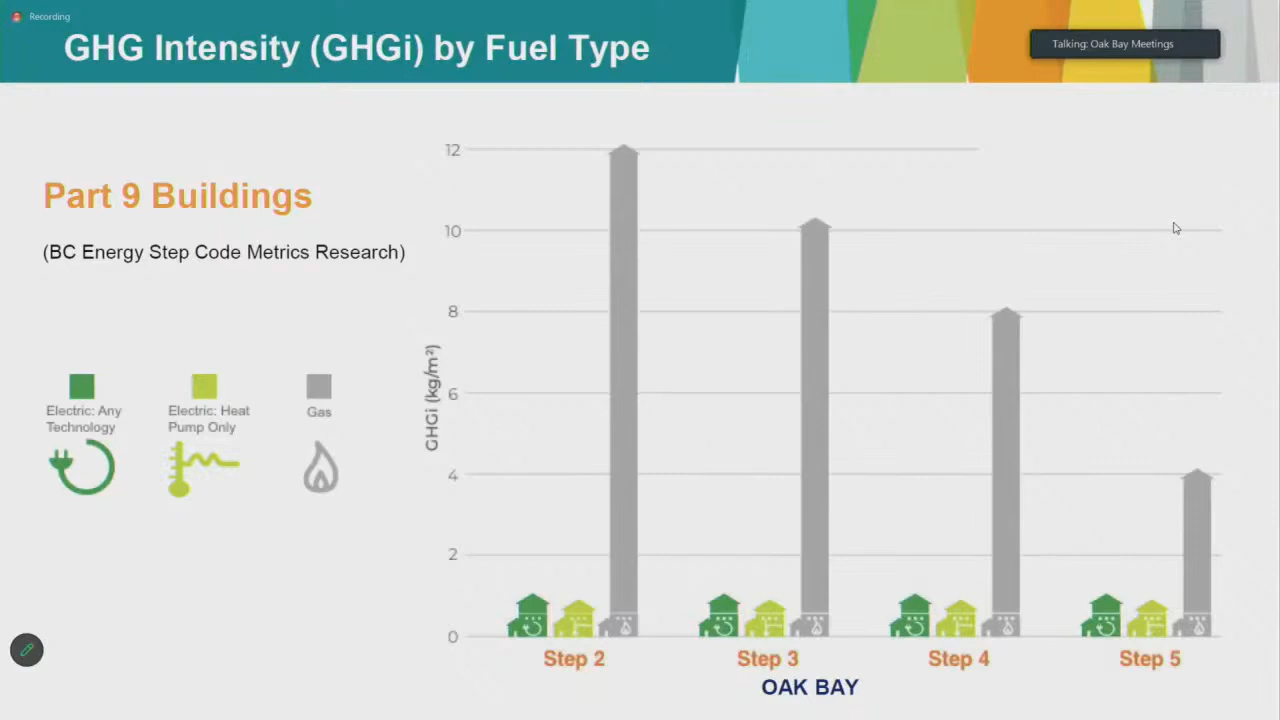 Recording
GHG Intensity (GHGi) by Fuel Type
Talking: Oak Bay Meetings
Part 9 Buildings
(BC Energy Step Code Metrics Research)
Electric: Any
Technology
Electric: Heat
Pump Only
Gas
GHGi (kg/m²)
12
10
8
6
4
2
0
Step 2
Step 3
Step 4
Step 5
OAK BAY